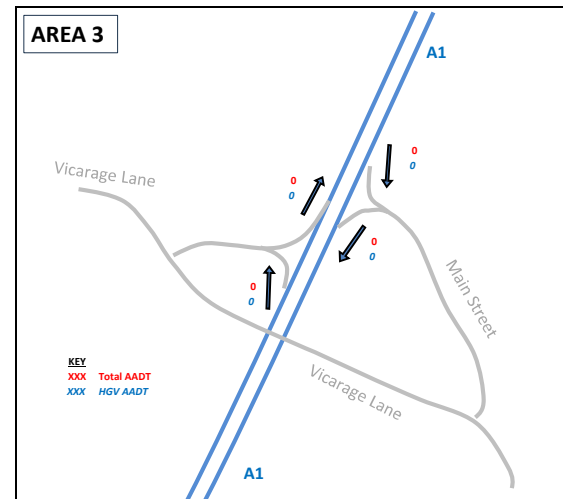 AREA 3
A1
0
0
Vicarage Lane
0
0
0
0
0
0
Main Street
KEY
XXX Total AADT
XXX HGV AADT
Vicarage Lane
A1